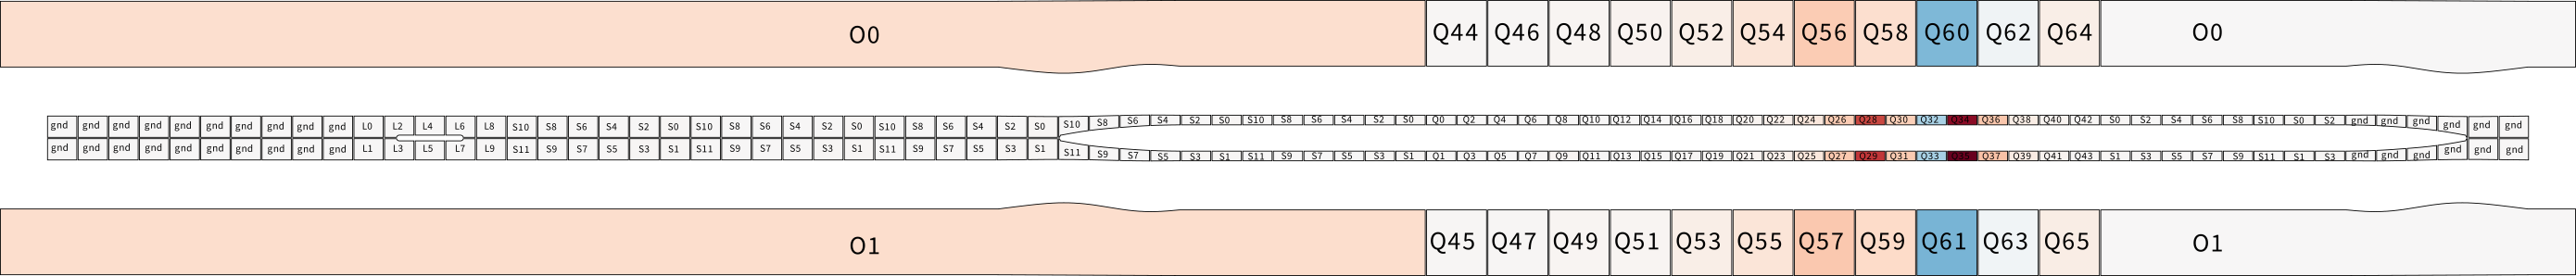 O0 Q44 Q46 Q48 Q50 Q52 Q54 Q56 Q58 Q60 Q62 Q64 O0
gnd gnd gnd gnd gnd gnd gnd gnd gnd gnd L0 L2 L4 L6 L8 S10 S8 S6 S4 S2 S0 S10 S8 S6 S4 S2 S0 S10 S8 S6 S4 S2 S0 S10 S8 S6 S4 S2 S0 S10 S8 S6 S4 S2 S0 Q0 Q2 Q4 Q6 Q8 Q10 Q12 Q14 Q16 Q18 Q20 Q22 Q24 Q26 Q28 Q30 Q32 Q34 Q36 Q38 Q40 Q42 S0 S2 S4 S6 S8 S10 S0 S2 gnd gnd gnd gnd gnd gnd
gnd gnd gnd gnd gnd gnd gnd gnd gnd gnd L1 L3 L5 L7 L9 S11 S9 S7 S5 S3 S1 S11 S9 S7 S5 S3 S1 S11 S9 S7 S5 S3 S1 S11 S9 S7 S5 S3 S1 S11 S9 S7 S5 S3 S1 Q1 Q3 Q5 Q7 Q9 Q11 Q13 Q15 Q17 Q19 Q21 Q23 Q25 Q27 Q29 Q31 Q33 Q35 Q37 Q39 Q41 Q43 S1 S3 S5 S7 S9 S11 S1 S3 gnd gnd gnd gnd gnd gnd
O1 Q45 Q47 Q49 Q51 Q53 Q55 Q57 Q59 Q61 Q63 Q65 O1